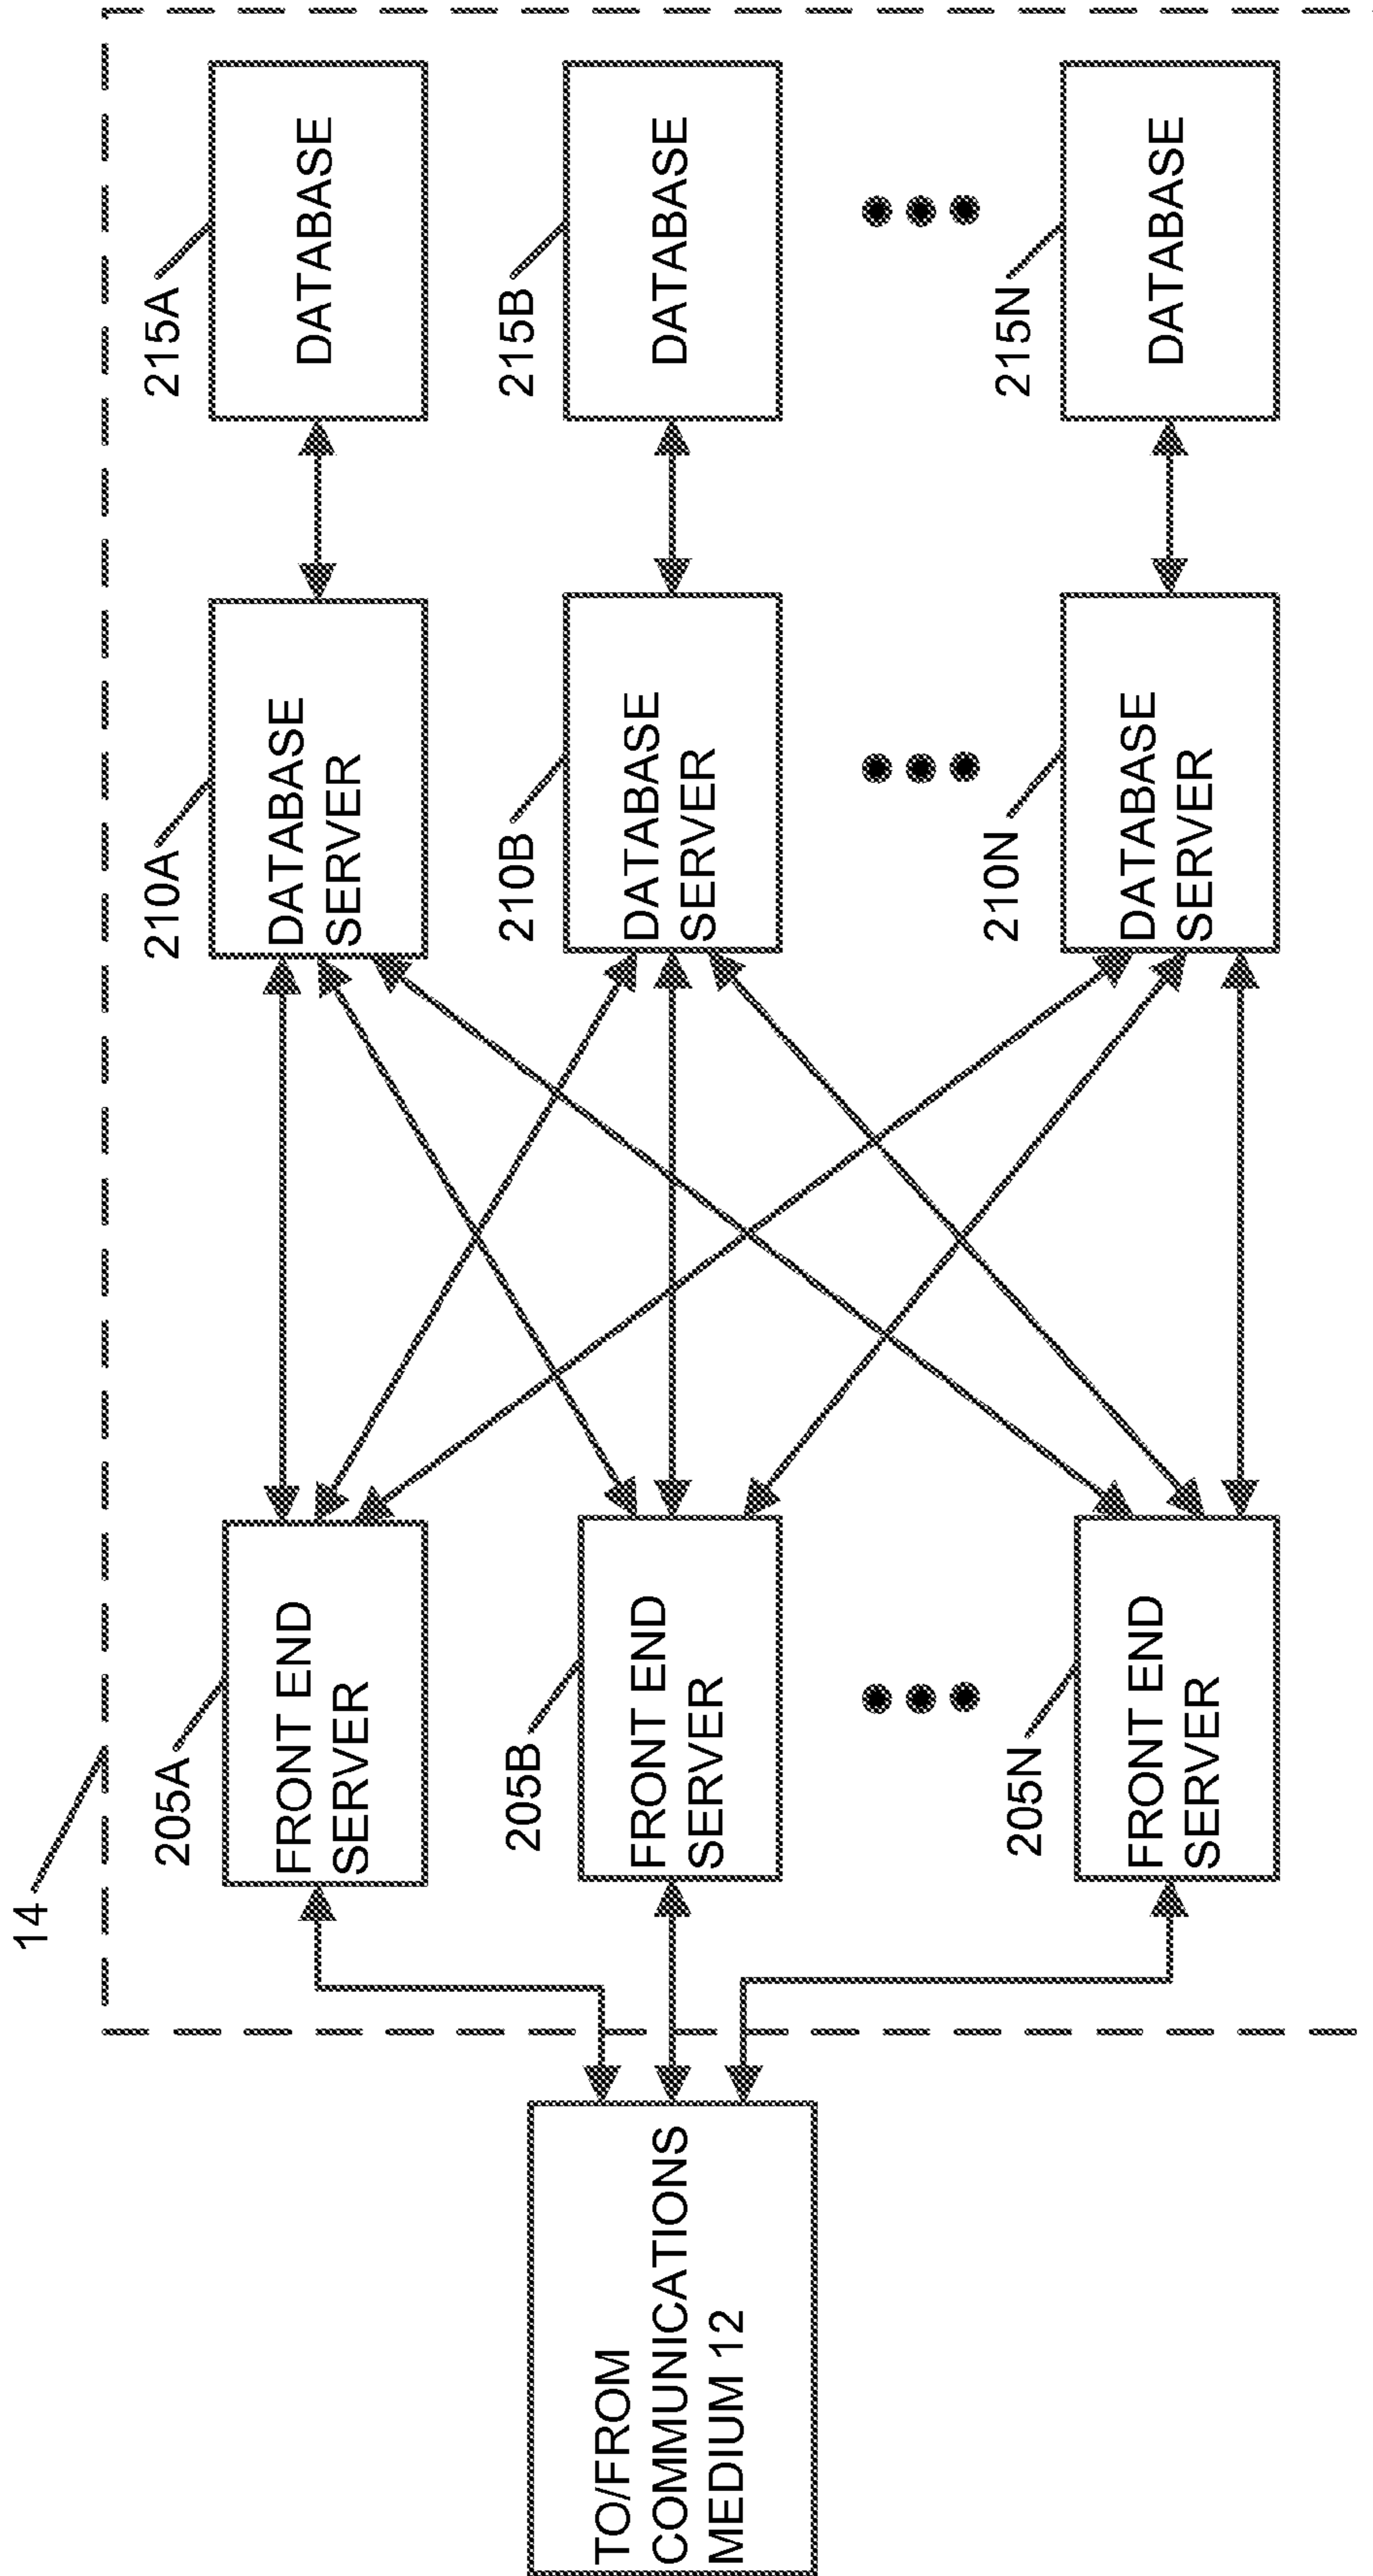 14
205A
FRONT END
SERVER
210A
DATABASE
SERVER
215A
DATABASE
TO/FROM
COMMUNICATIONS
MEDIUM 12
205B
FRONT END
SERVER
210B
DATABASE
SERVER
215B
DATABASE
205N
FRONT END
SERVER
210N
DATABASE
SERVER
215N
DATABASE